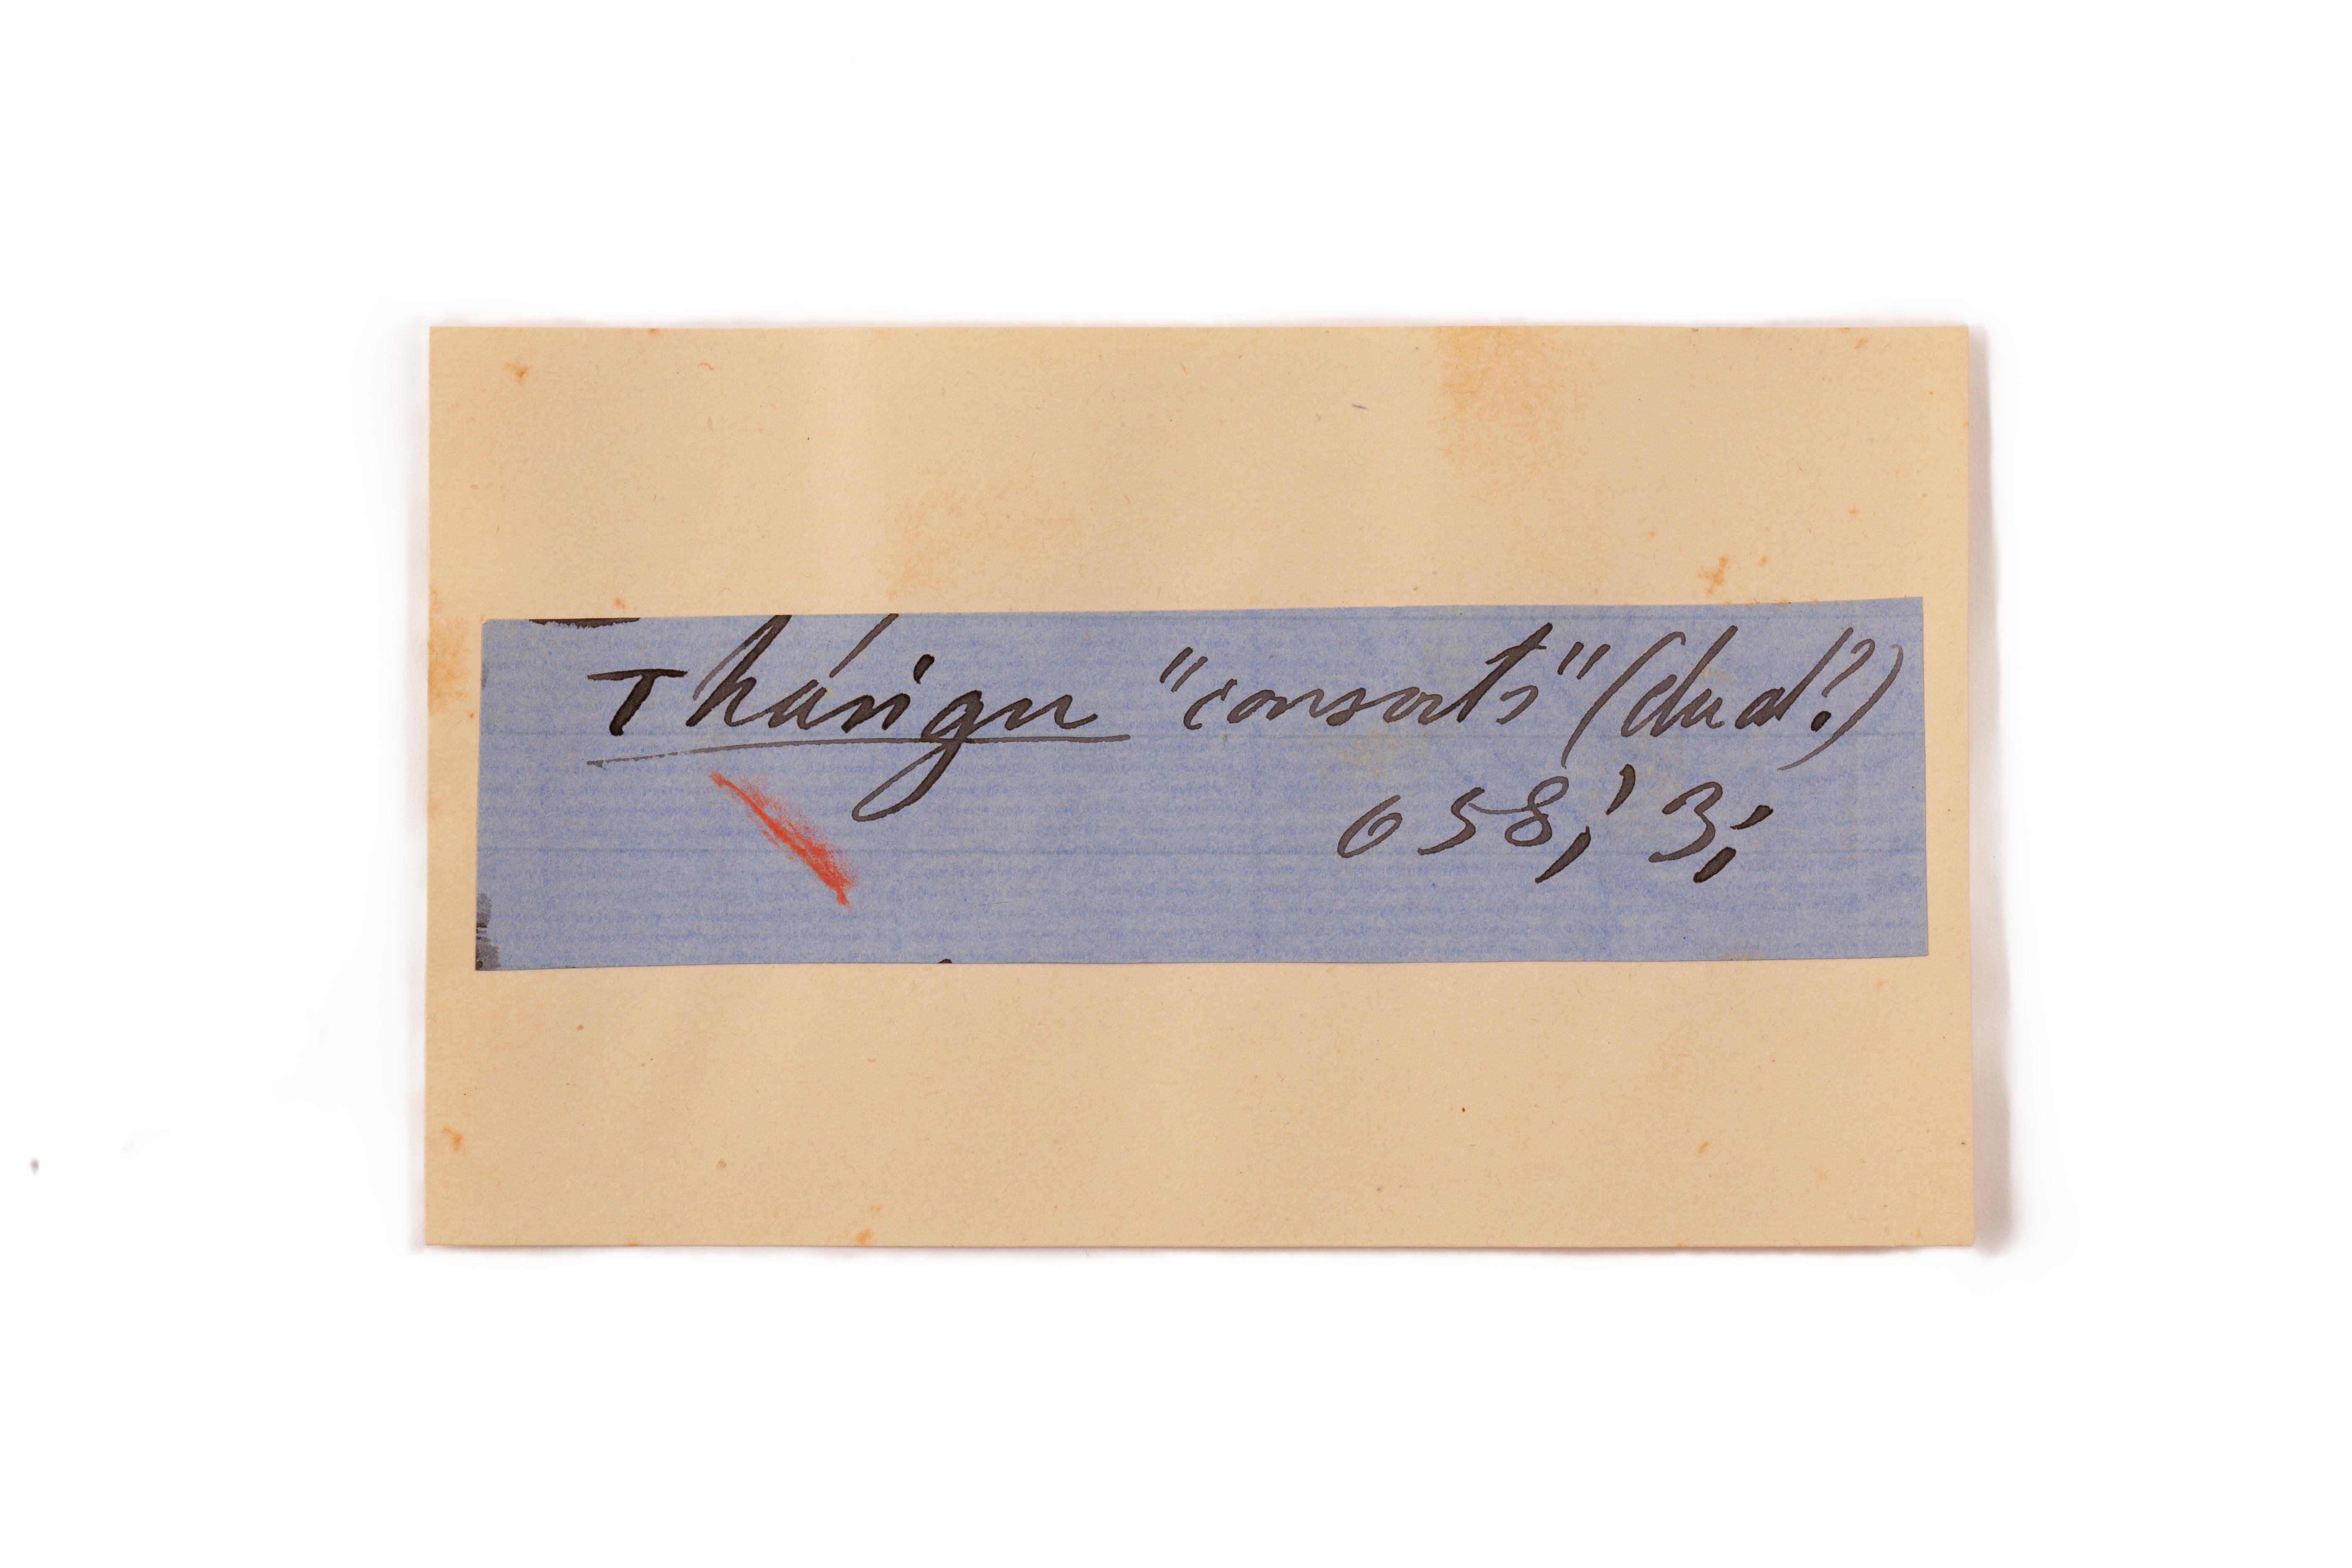 Thárigu "consorts" (dual?)
658,' 3;